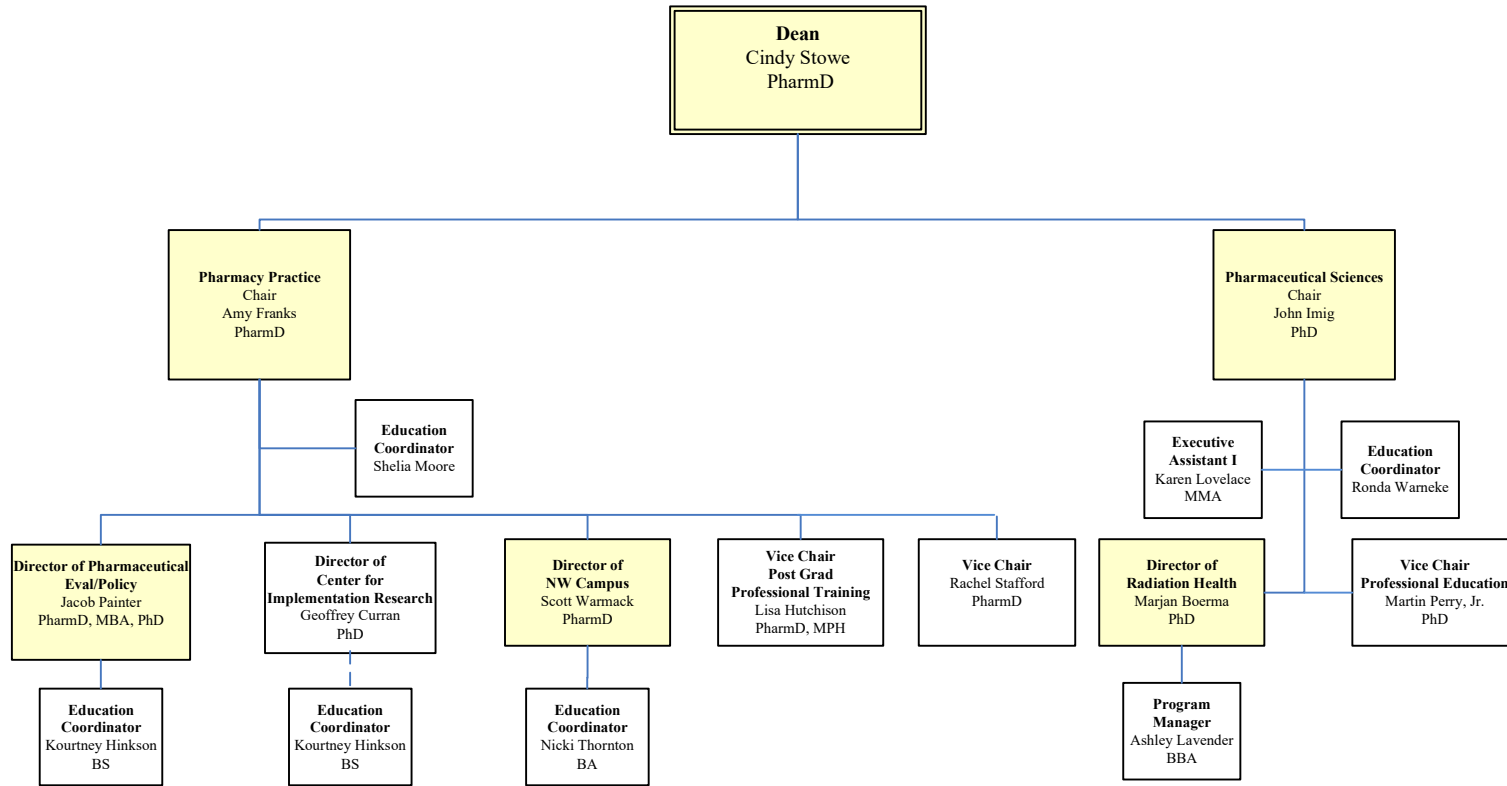 Dean
Cindy Stowe
PharmD
Pharmacy Practice
Chair
Amy Franks
PharmD
Pharmaceutical Sciences
Chair
John Imig
PhD
Education
Coordinator
Shelia Moore
Executive
Assistant I
Karen Lovelace
MMA
Education
Coordinator
Ronda Warneke
Director of Pharmaceutical
Eval/Policy
Jacob Painter
PharmD, MBA, PhD
Director of
Center for
Implementation Research
Geoffrey Curran
PhD
Director of
NW Campus
Scott Warmack
PharmD
Vice Chair
Post Grad
Professional Training
Lisa Hutchison
PharmD, MPH
Vice Chair
Rachel Stafford
PharmD
Director of
Radiation Health
Marjan Boerma
PhD
Vice Chair
Professional Education
Martin Perry, Jr.
PhD
Education
Coordinator
Kourtney Hinkson
BS
Education
Coordinator
Kourtney Hinkson
BS
Education
Coordinator
Nicki Thornton
BA
Program
Manager
Ashley Lavender
BBA